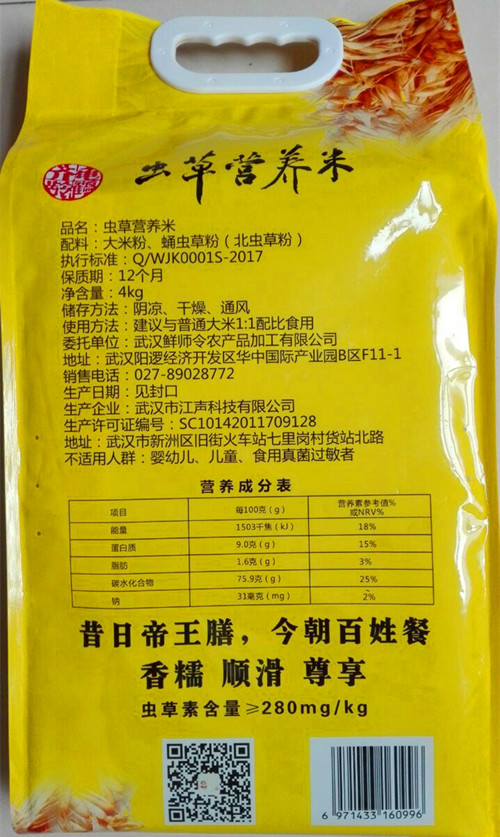 虫草营养米
品名：虫草营养米
配料：大米粉、蛹虫草粉（北虫草粉）
执行标准：Q/WJK0001S-2017
保质期：12个月
净含量：4kg
储存方法：阴凉、干燥、通风
使用方法：建议与普通大米1:1配比食用
委托单位：武汉鲜师令农产品加工有限公司
地址：武汉阳逻经济开发区华中国际产业园B区F11-1
销售电话：027-89028772
生产日期：见封口
生产企业：武汉市江声科技有限公司
生产许可证编号：SC10142011709128
地址：武汉市新洲区旧街火车站七里岗村货站北路
不适用人群：婴幼儿、儿童、食用真菌过敏者
营养成分表
项目 每100克(g) 营养素参考值%或NRV%
能量 1503千焦(kJ) 18%
蛋白质 9.0克(g) 15%
脂肪 1.6克(g) 3%
碳水化合物 75.9克(g) 25%
钠 31毫克(mg) 2%
昔日帝王膳，今朝百姓餐
香糯 顺滑 尊享
虫草素含量≥280mg/kg
6 971433 160996